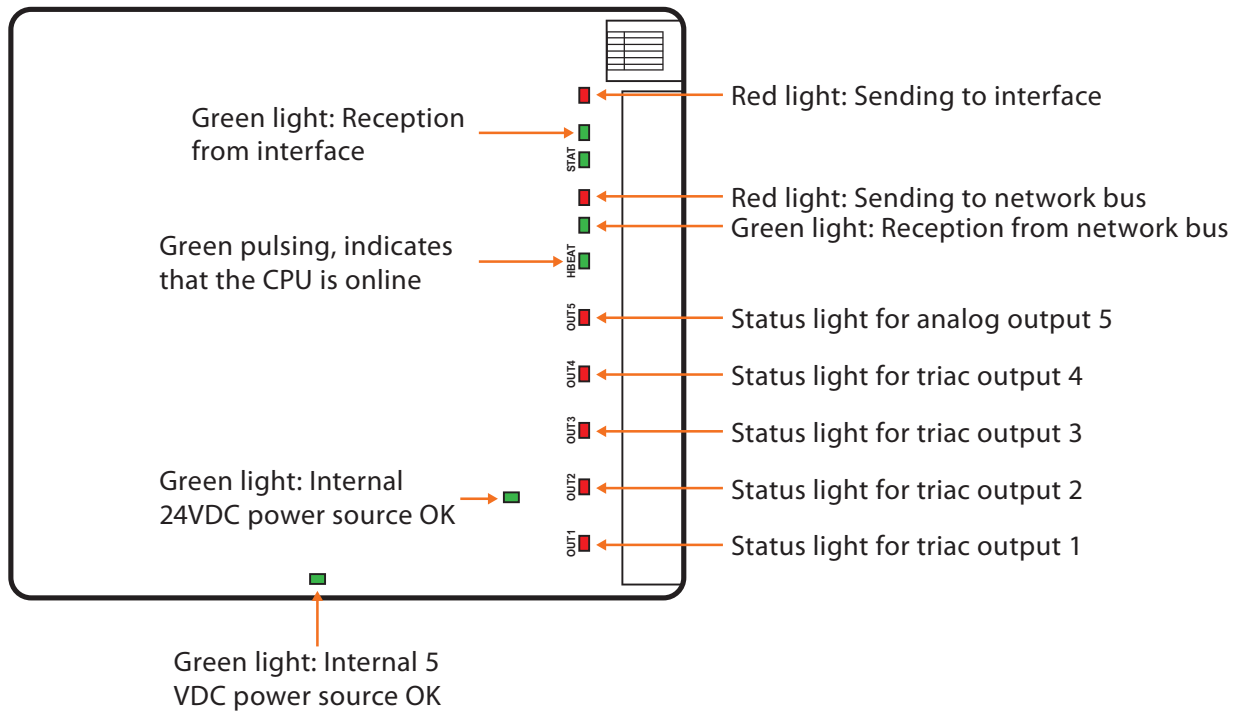 Red light: Sending to interface
Green light: Reception
from interface
STAT
Red light: Sending to network bus
Green light: Reception from network bus
Green pulsing, indicates
that the CPU is online
HBEAT
OUT5
Status light for analog output 5
OUT4
Status light for triac output 4
OUT3
Status light for triac output 3
Green light: Internal
24VDC power source OK
OUT2
Status light for triac output 2
OUT1
Status light for triac output 1
Green light: Internal 5
VDC power source OK